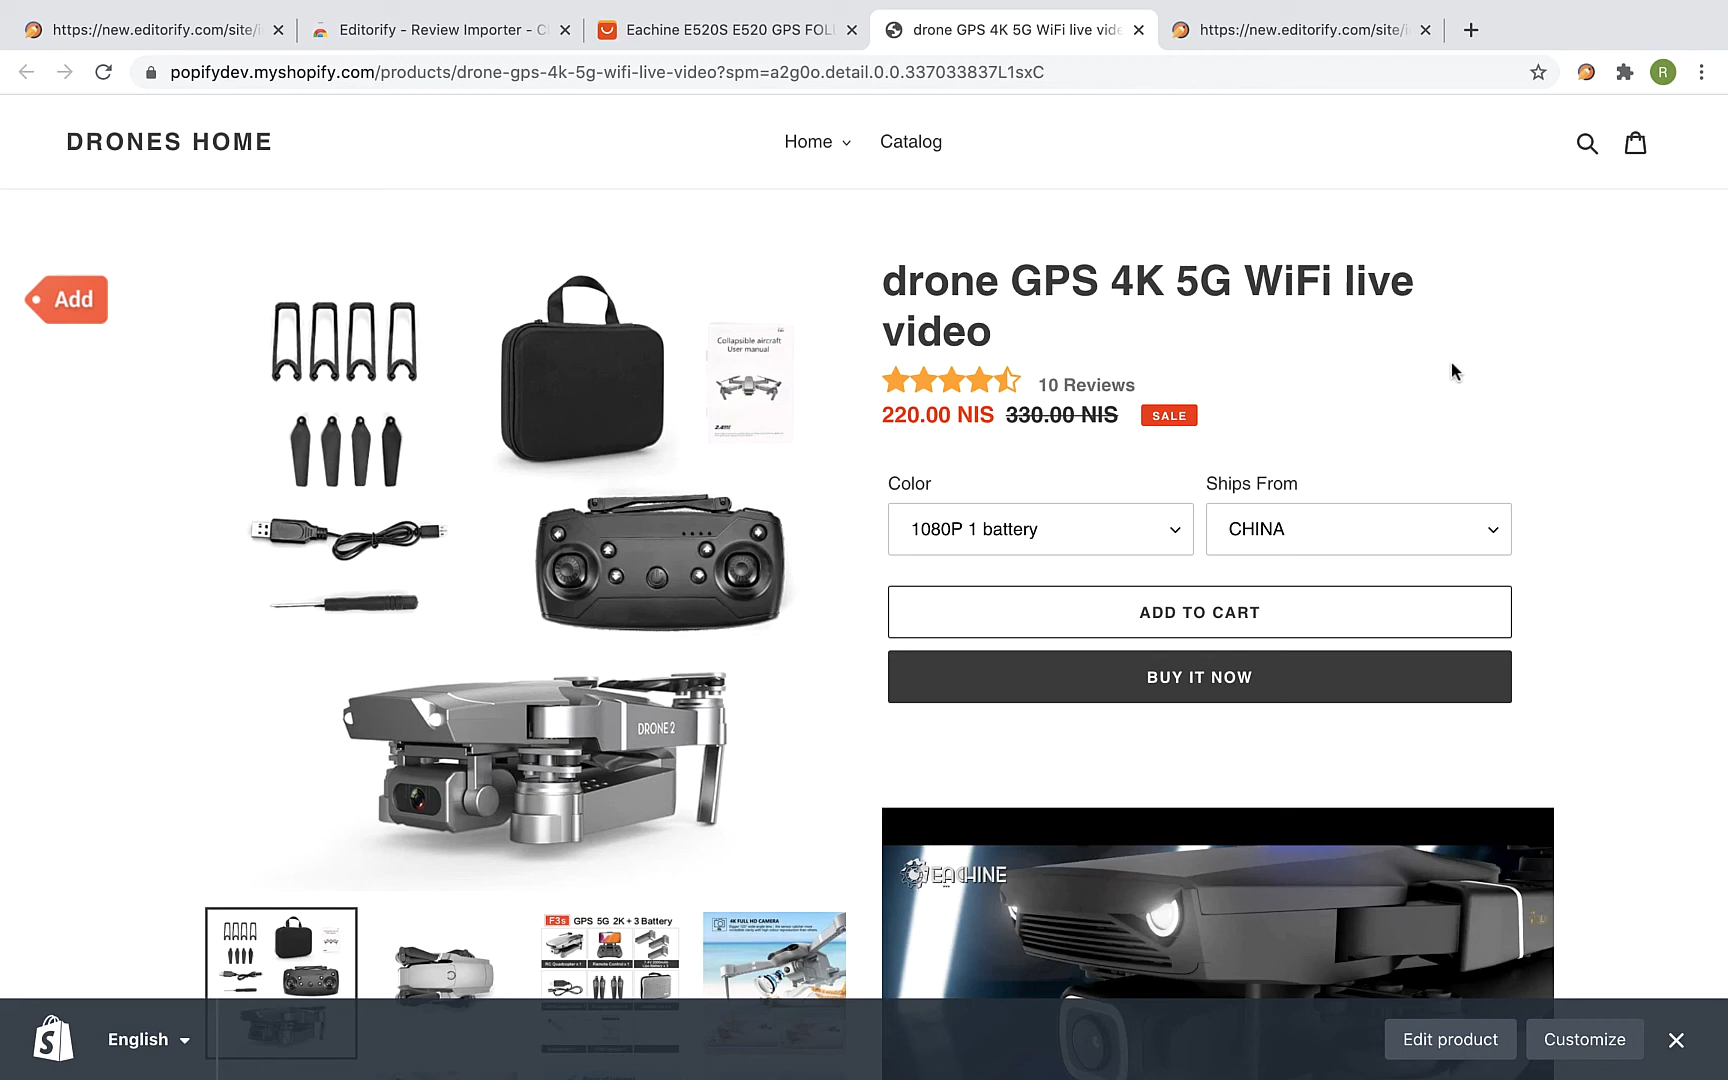 https://new.editorify.com/site/i
Editorify - Review Importer - C
Eachine E520S E520 GPS FOLL
drone GPS 4K 5G WiFi live vide
https://new.editorify.com/site/i
popifydev.myshopify.com/products/drone-gps-4k-5g-wifi-live-video?spm=a2g0o.detail.0.0.337033837L1sxC
R
DRONES HOME
Home
Catalog
Add
Collapsible aircraft
User manual
2.4G
DRONE 2
drone GPS 4K 5G WiFi live
video
10 Reviews
220.00 NIS 330.00 NIS SALE
Color
Ships From
1080P 1 battery
CHINA
ADD TO CART
BUY IT NOW
EACHINE
F3s GPS 5G 2K + 3 Battery
RC Quadcopter x 1
Remote Control x 1
4K FULL HD CAMERA
English
Edit product
Customize